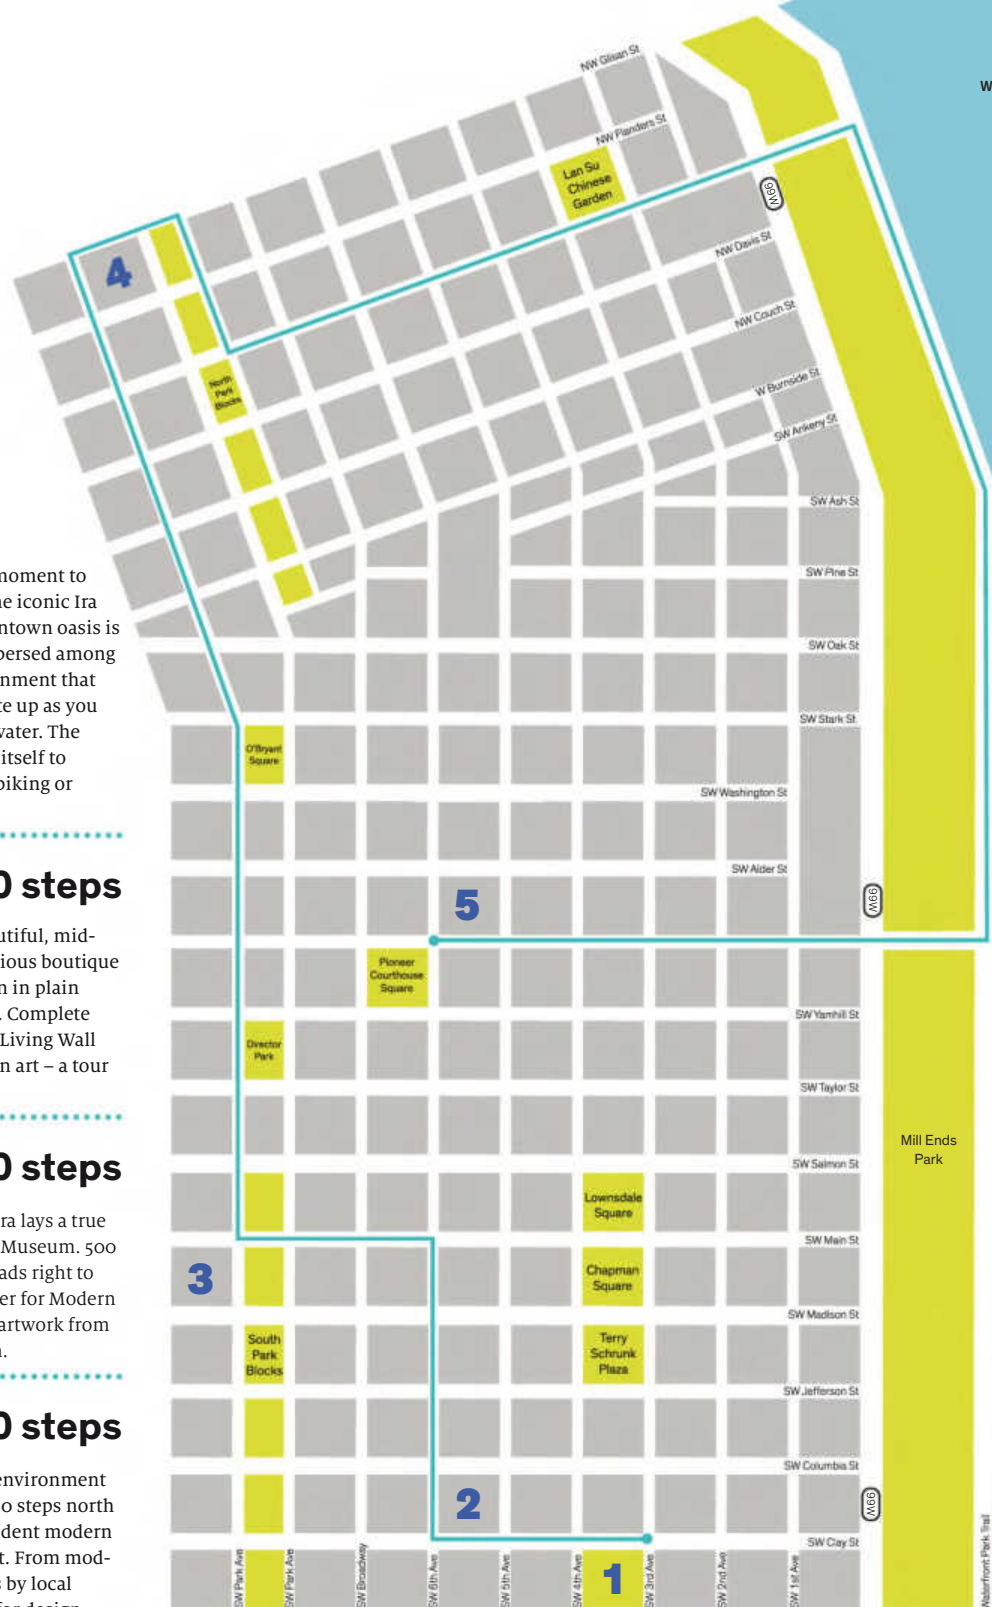 moment to
he iconic Ira
ntown oasis is
persed among
nment that
te up as you
water. The
itself to
biking or
0 steps
utiful, mid-
cious boutique
n in plain
. Complete
Living Wall
n art – a tour
0 steps
ra lays a true
Museum. 500
ads right to
er for Modern
artwork from
0 steps
environment
0 steps north
dent modern
t. From mod-
s by local
for design
W
NW Glisan St
NW Flanders St
Lan Su
Chinese
Garden
99W
NW Davis St
4
NW Couch St
North
Park
Blocks
W Burnside St
SW Ankeny St
SW Ash St
SW Pine St
SW Oak St
SW Stark St
O'Bryant
Square
SW Washington St
SW Alder St
5
99W
Pioneer
Courthouse
Square
SW Yamhill St
Director
Park
SW Taylor St
Mill Ends
Park
SW Salmon St
Lownsdale
Square
SW Main St
3
Chapman
Square
SW Madison St
South
Park
Blocks
Terry
Schrunk
Plaza
SW Jefferson St
SW Columbia St
2
99W
SW Clay St
1
SW Park Ave
SW Park Ave
SW Broadway
SW 6th Ave
SW 5th Ave
SW 4th Ave
SW 3rd Ave
SW 2nd Ave
SW 1st Ave
Waterfront Park Trail